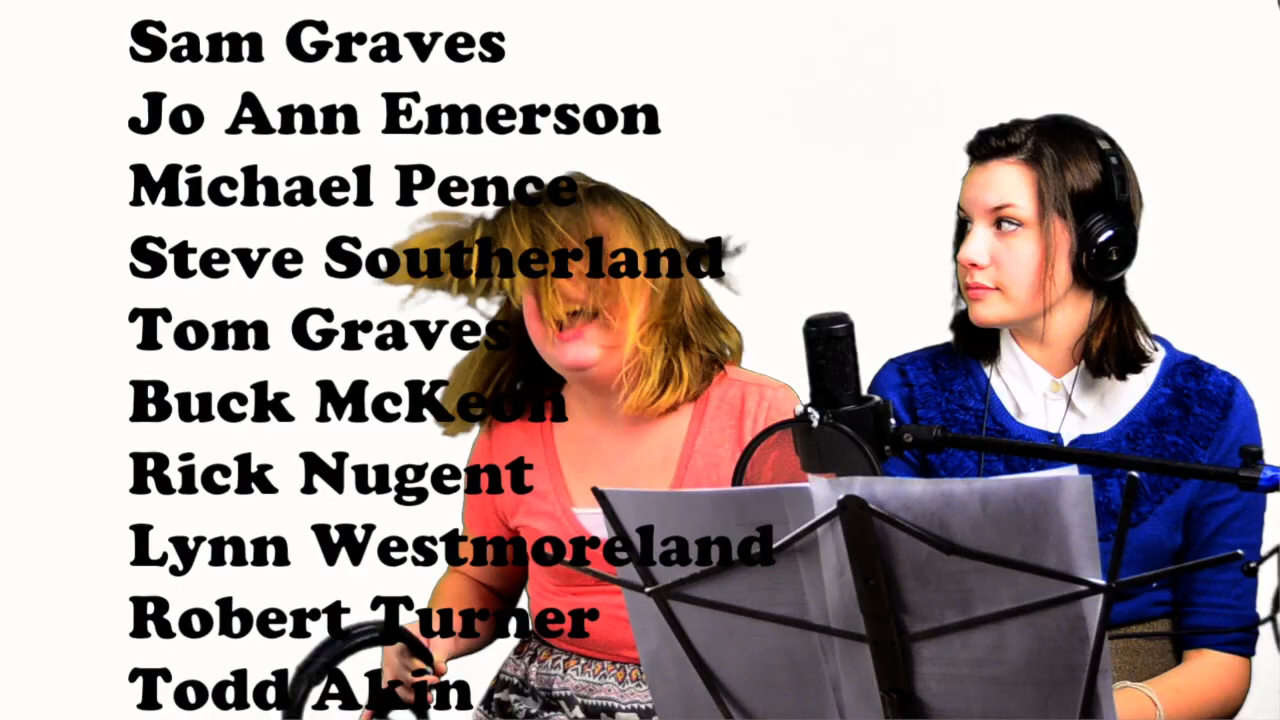 Sam Graves
Jo Ann Emerson
Michael Pence
Steve Southerland
Tom Graves
Buck McKeon
Rick Nugent
Lynn Westmoreland
Robert Turner
Todd Akin